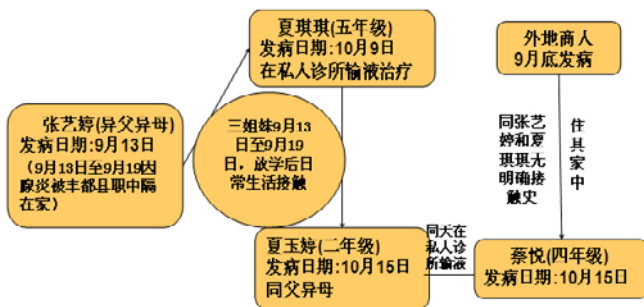 夏琪琪(五年级)
发病日期:10月9日
在私人诊所输液治疗
外地商人
9月底发病
张艺婷(异父异母)
发病日期:9月13日
(9月13日至9月19因
腺炎被丰都县职中隔
在家)
三姐妹9月13
日至9月19
日，放学后日
常生活接触
同张艺
婷和夏
琪琪无
明确接
触史
住其家中
夏玉婷(二年级)
发病日期:10月15日
同父异母
同天在
私人诊
所输液
蔡悦(四年级)
发病日期:10月15日